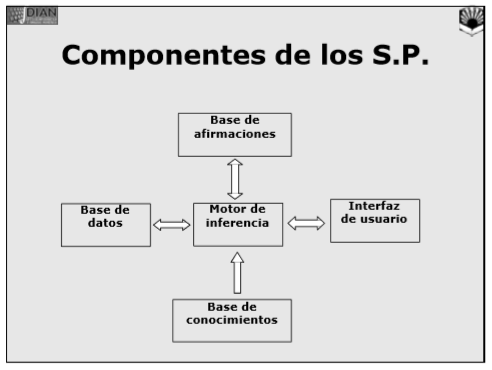 DIAN
Componentes de los S.P.
Base de
afirmaciones
Base de
datos
Motor de
inferencia
Interfaz
de usuario
Base de
conocimientos